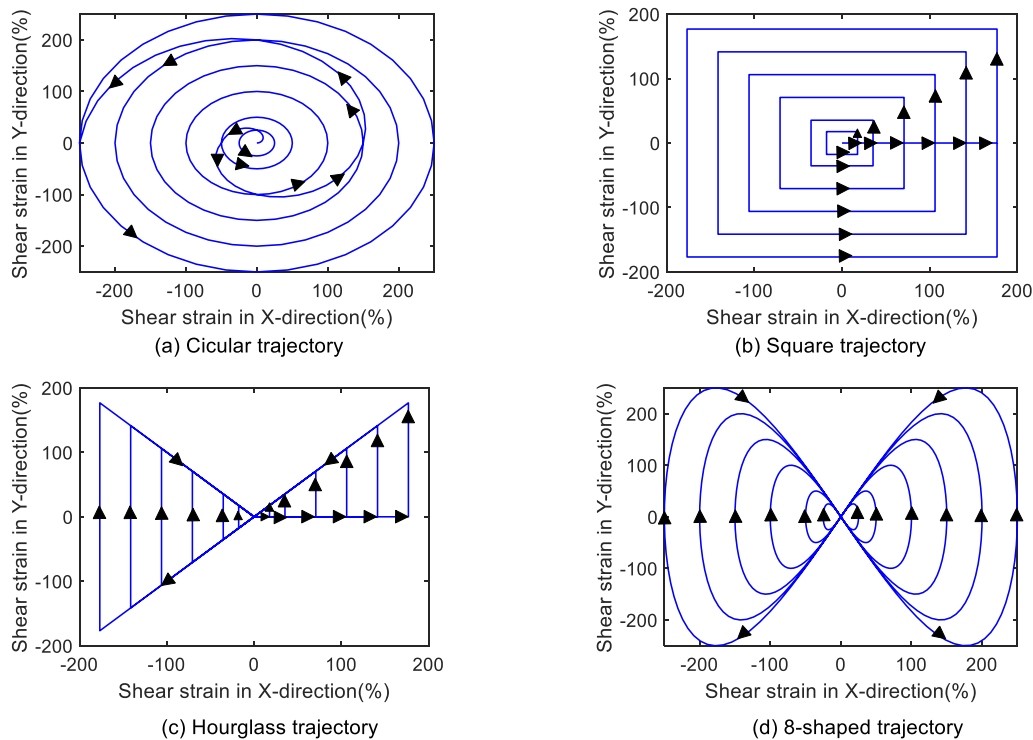 Shear strain in Y-direction(%)
200
100
0
-100
-200
-200 -100 0 100 200
Shear strain in X-direction(%)
(a) Cicular trajectory
Shear strain in Y-direction(%)
200
100
0
-100
-200
-200 -100 0 100 200
Shear strain in X-direction(%)
(b) Square trajectory
Shear strain in Y-direction(%)
200
100
0
-100
-200
-200 -100 0 100 200
Shear strain in X-direction(%)
(c) Hourglass trajectory
Shear strain in Y-direction(%)
200
100
0
-100
-200
-200 -100 0 100 200
Shear strain in X-direction(%)
(d) 8-shaped trajectory